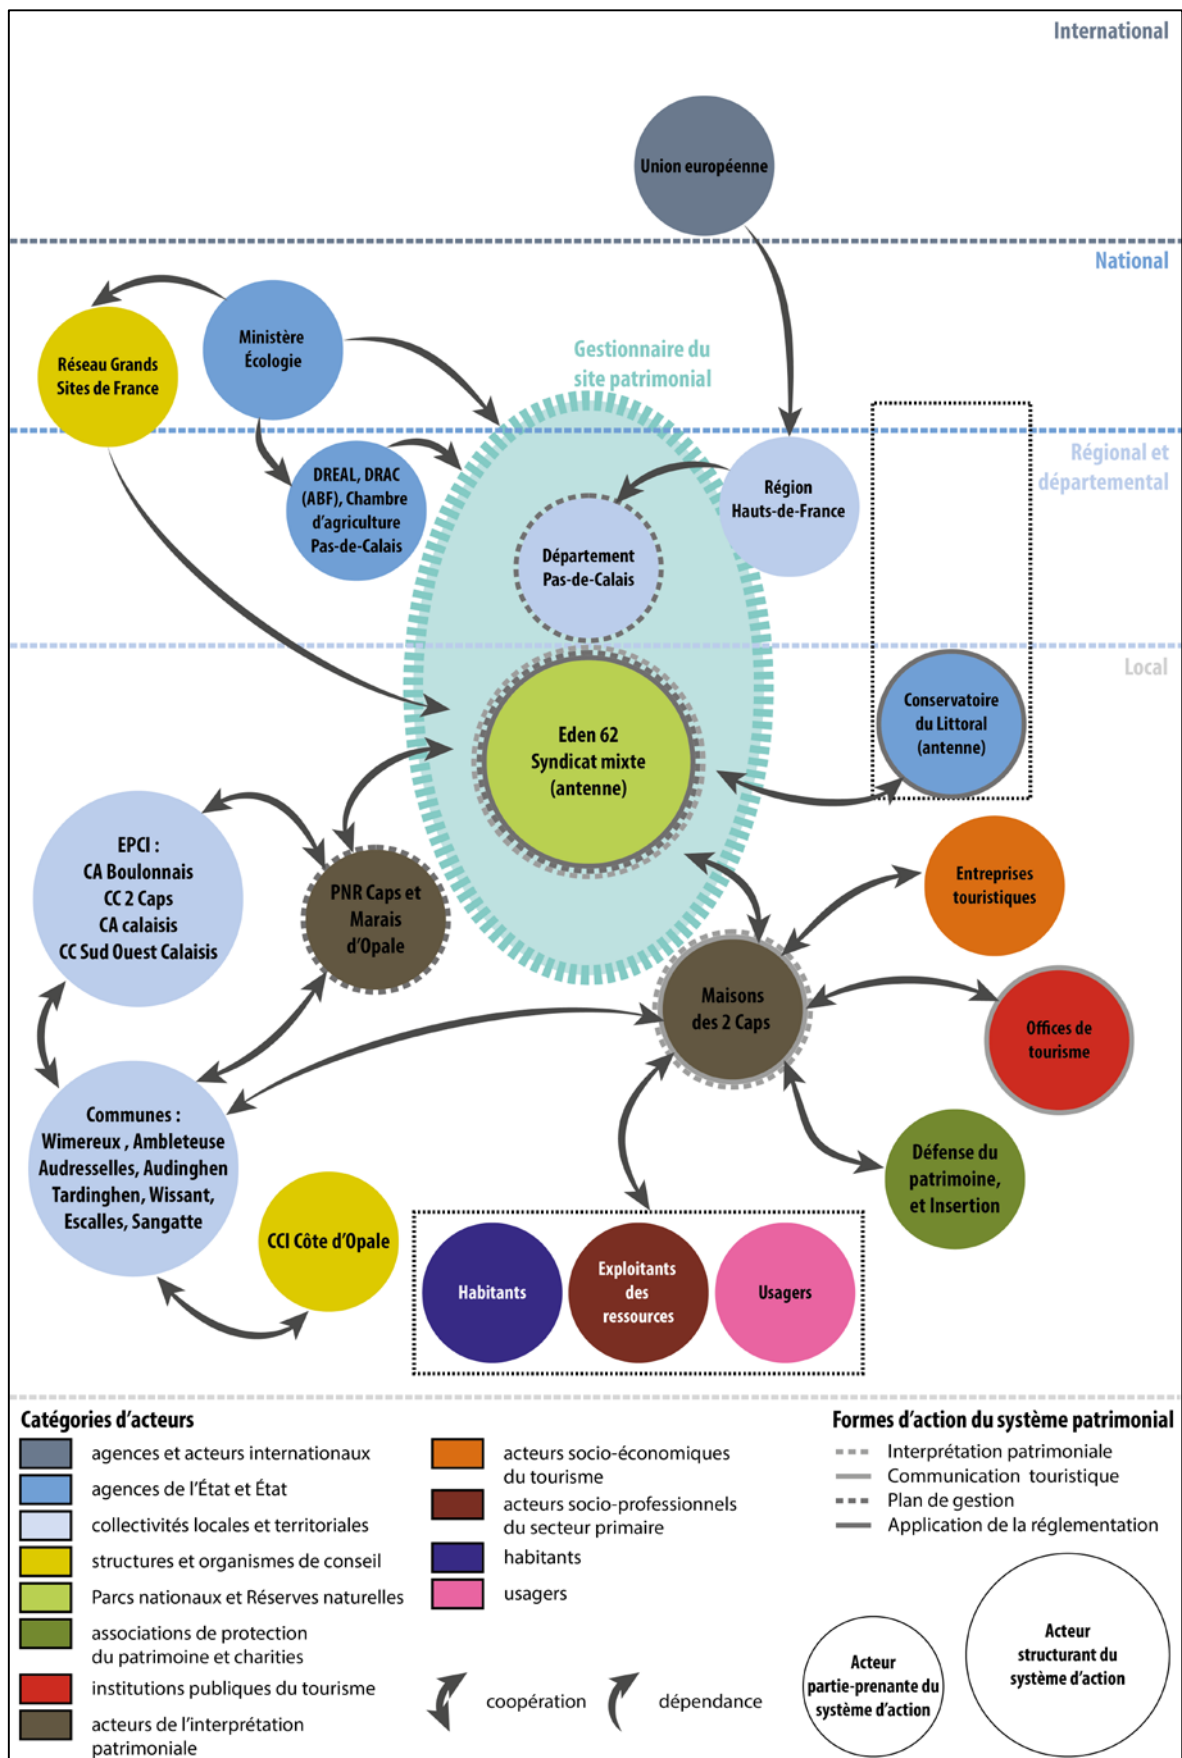 International
Union européenne
National
Ministère
Écologie
Réseau Grands
Sites de France
Gestionnaire du
site patrimonial
Régional et
départemental
DREAL, DRAC
(ABF), Chambre
d'agriculture
Pas-de-Calais
Région
Hauts-de-France
Département
Pas-de-Calais
Local
Conservatoire
du Littoral
(antenne)
Eden 62
Syndicat mixte
(antenne)
EPCI :
CA Boulonnais
CC 2 Caps
CA calaisis
CC Sud Ouest Calaisis
PNR Caps et
Marais
d'Opale
Entreprises
touristiques
Maisons
des 2 Caps
Offices de
tourisme
Communes :
Wimereux , Ambleteuse
Audresselles, Audinghen
Tardinghen, Wissant,
Escalles, Sangatte
Défense du
patrimoine,
et Insertion
CCI Côte d'Opale
Habitants
Exploitants
des
ressources
Usagers
Catégories d'acteurs
agences et acteurs internationaux
agences de l'État et État
collectivités locales et territoriales
structures et organismes de conseil
Parcs nationaux et Réserves naturelles
associations de protection
du patrimoine et charities
institutions publiques du tourisme
acteurs de l'interprétation
patrimoniale
acteurs socio-économiques
du tourisme
acteurs socio-professionnels
du secteur primaire
habitants
usagers
coopération
dépendance
Formes d'action du système patrimonial
Interprétation patrimoniale
Communication touristique
Plan de gestion
Application de la réglementation
Acteur
partie-prenante du
système d'action
Acteur
structurant du
système d'action